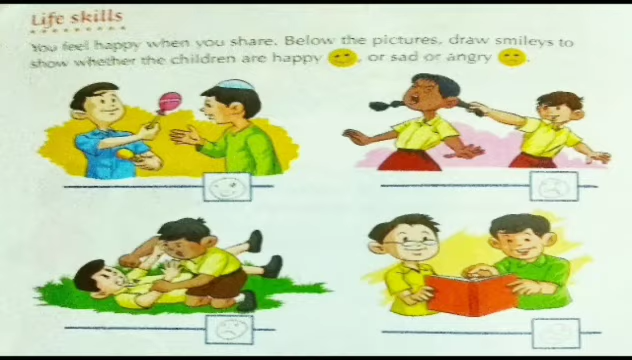 Life skills
You feel happy when you share. Below the pictures, draw smileys to
show whether the children are happy , or sad or angry .